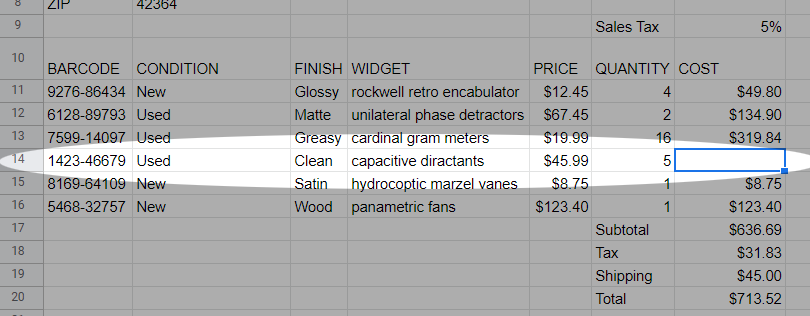 8 ZIP 42364
9 Sales Tax 5%
10 BARCODE CONDITION FINISH WIDGET PRICE QUANTITY COST
11 9276-86434 New Glossy rockwell retro encabulator $12.45 4 $49.80
12 6128-89793 Used Matte unilateral phase detractors $67.45 2 $134.90
13 7599-14097 Used Greasy cardinal gram meters $19.99 16 $319.84
14 1423-46679 Used Clean capacitive diractants $45.99 5
15 8169-64109 New Satin hydrocoptic marzel vanes $8.75 1 $8.75
16 5468-32757 New Wood panametric fans $123.40 1 $123.40
17 Subtotal $636.69
18 Tax $31.83
19 Shipping $45.00
20 Total $713.52